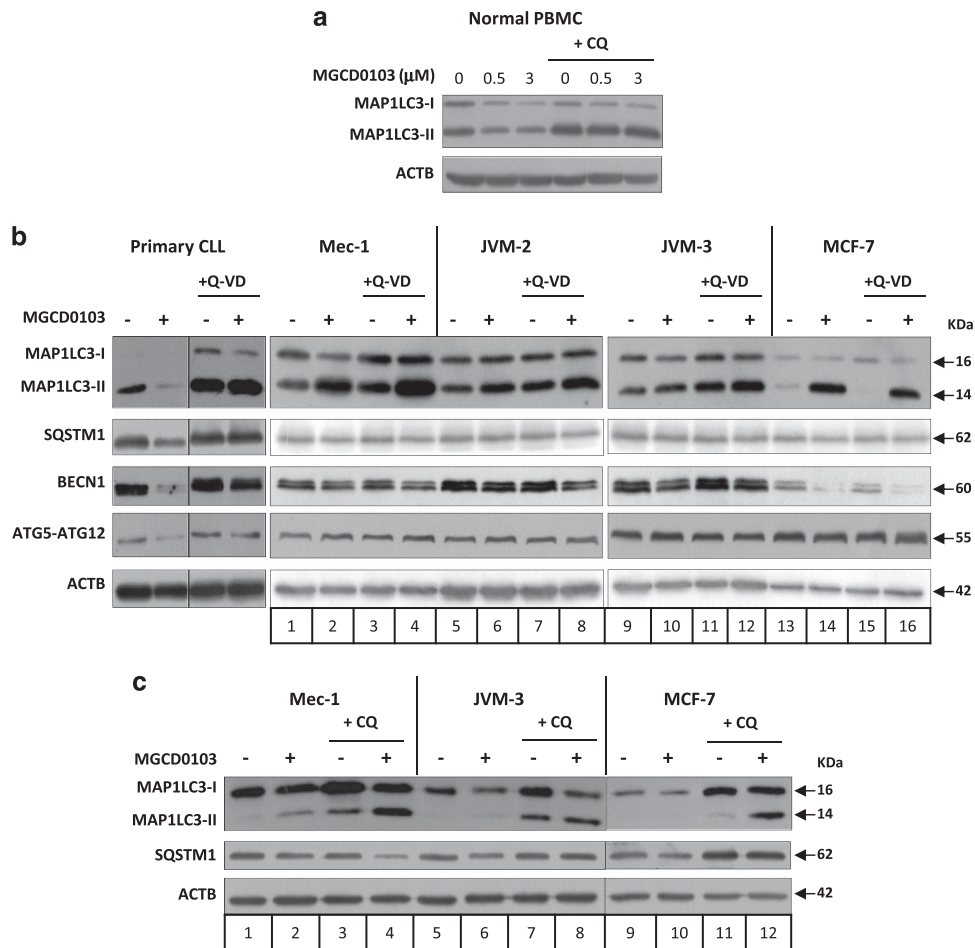 a
Normal PBMC
+ CQ
MGCD0103 (µM) 0 0.5 3 0 0.5 3
MAP1LC3-I
MAP1LC3-II
ACTB
b
Primary CLL Mec-1 JVM-2 JVM-3 MCF-7
+Q-VD +Q-VD +Q-VD +Q-VD +Q-VD
MGCD0103 - + - + - + - + - + - + - + - + - + - + KDa
MAP1LC3-I 16
MAP1LC3-II 14
SQSTM1 62
BECN1 60
ATG5-ATG12 55
ACTB 42
1 2 3 4 5 6 7 8 9 10 11 12 13 14 15 16
c
Mec-1 JVM-3 MCF-7
+ CQ + CQ + CQ
MGCD0103 - + - + - + - + - + - + KDa
MAP1LC3-I 16
MAP1LC3-II 14
SQSTM1 62
ACTB 42
1 2 3 4 5 6 7 8 9 10 11 12